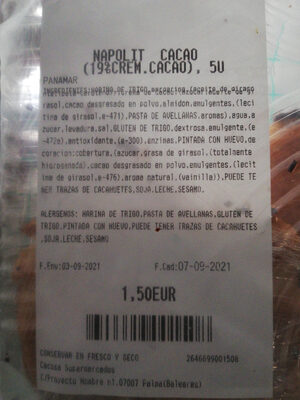 NAPOLIT CACAO
(19%CREM.CACAO), 5U
PANAMAR
INGREDIENTES:HARINA DE TRIGO,
rasol,cacao desgrasado en polvo,almidon,emulgentes,(leci
tina de girasol,e-471),PASTA DE AVELLANAS,aromas),agua,a
zucar,levadura,sal,GLUTEN DE TRIGO,dextrosa,emulgente,(e
-472e),antioxidante,(e-300),enzimas,PINTADA CON HUEVO,de
coracion:cobertura,(azucar,grasa de girasol,(totalmente
hidrogenada),cacao desgrasado en polvo,emulgentes,(lecit
ina de girasol,e-476),aroma natural,(vainilla)),PUEDE TE
NER TRAZAS DE CACAHUETES,SOJA,LECHE,SESAMO,
ALERGENOS: HARINA DE TRIGO,PASTA DE AVELLANAS,GLUTEN DE
TRIGO,PINTADA CON HUEVO,PUEDE TENER TRAZAS DE CACAHUETES
,SOJA,LECHE,SESAMO
F.Env:03-09-2021 F.Cad:07-09-2021
1,50EUR
CONSERVAR EN FRESCO Y SECO 2646699001508
Supermercados
C/Proyecto Hombre n1.07007 Palma(Baleares)